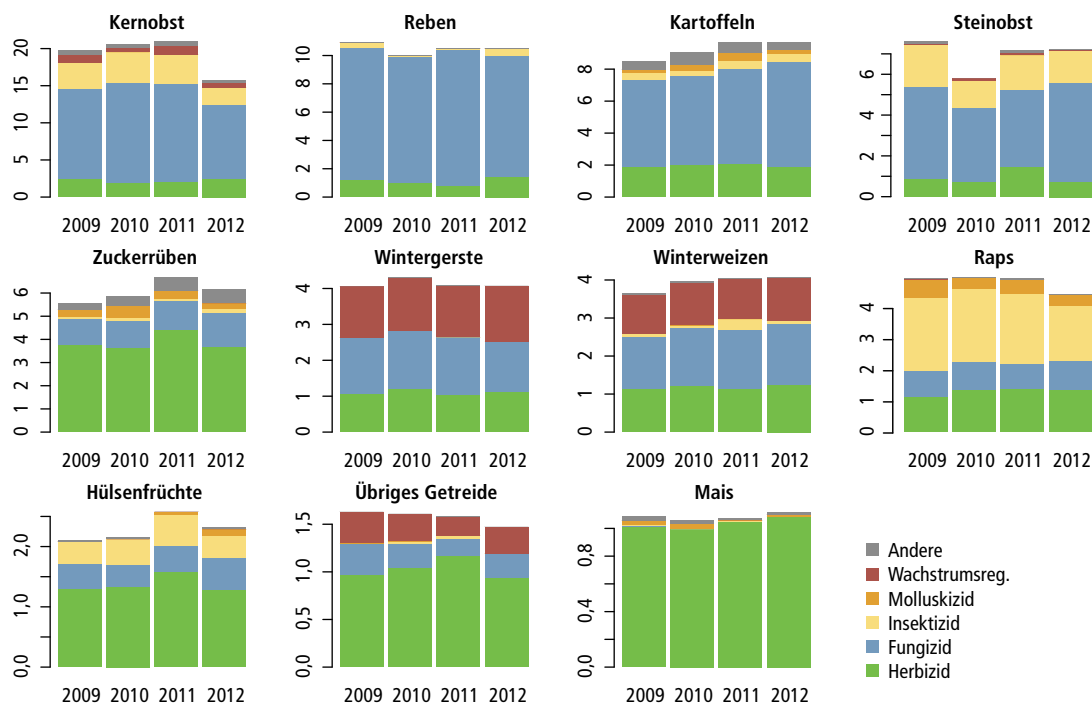 Kernobst
Reben
Kartoffeln
Steinobst
20
15
10
5
0
10
8
6
4
2
0
8
6
4
2
0
6
4
2
0
2009 2010 2011 2012
2009 2010 2011 2012
2009 2010 2011 2012
2009 2010 2011 2012
Zuckerrüben
Wintergerste
Winterweizen
Raps
6
5
4
3
2
1
0
4
3
2
1
0
4
3
2
1
0
4
3
2
1
0
2009 2010 2011 2012
2009 2010 2011 2012
2009 2010 2011 2012
2009 2010 2011 2012
Hülsenfrüchte
Übriges Getreide
Mais
2,0
1,0
0,0
1,5
1,0
0,5
0,0
0,8
0,4
0,0
Andere
Wachstrumsreg.
Molluskizid
Insektizid
Fungizid
Herbizid
2009 2010 2011 2012
2009 2010 2011 2012
2009 2010 2011 2012